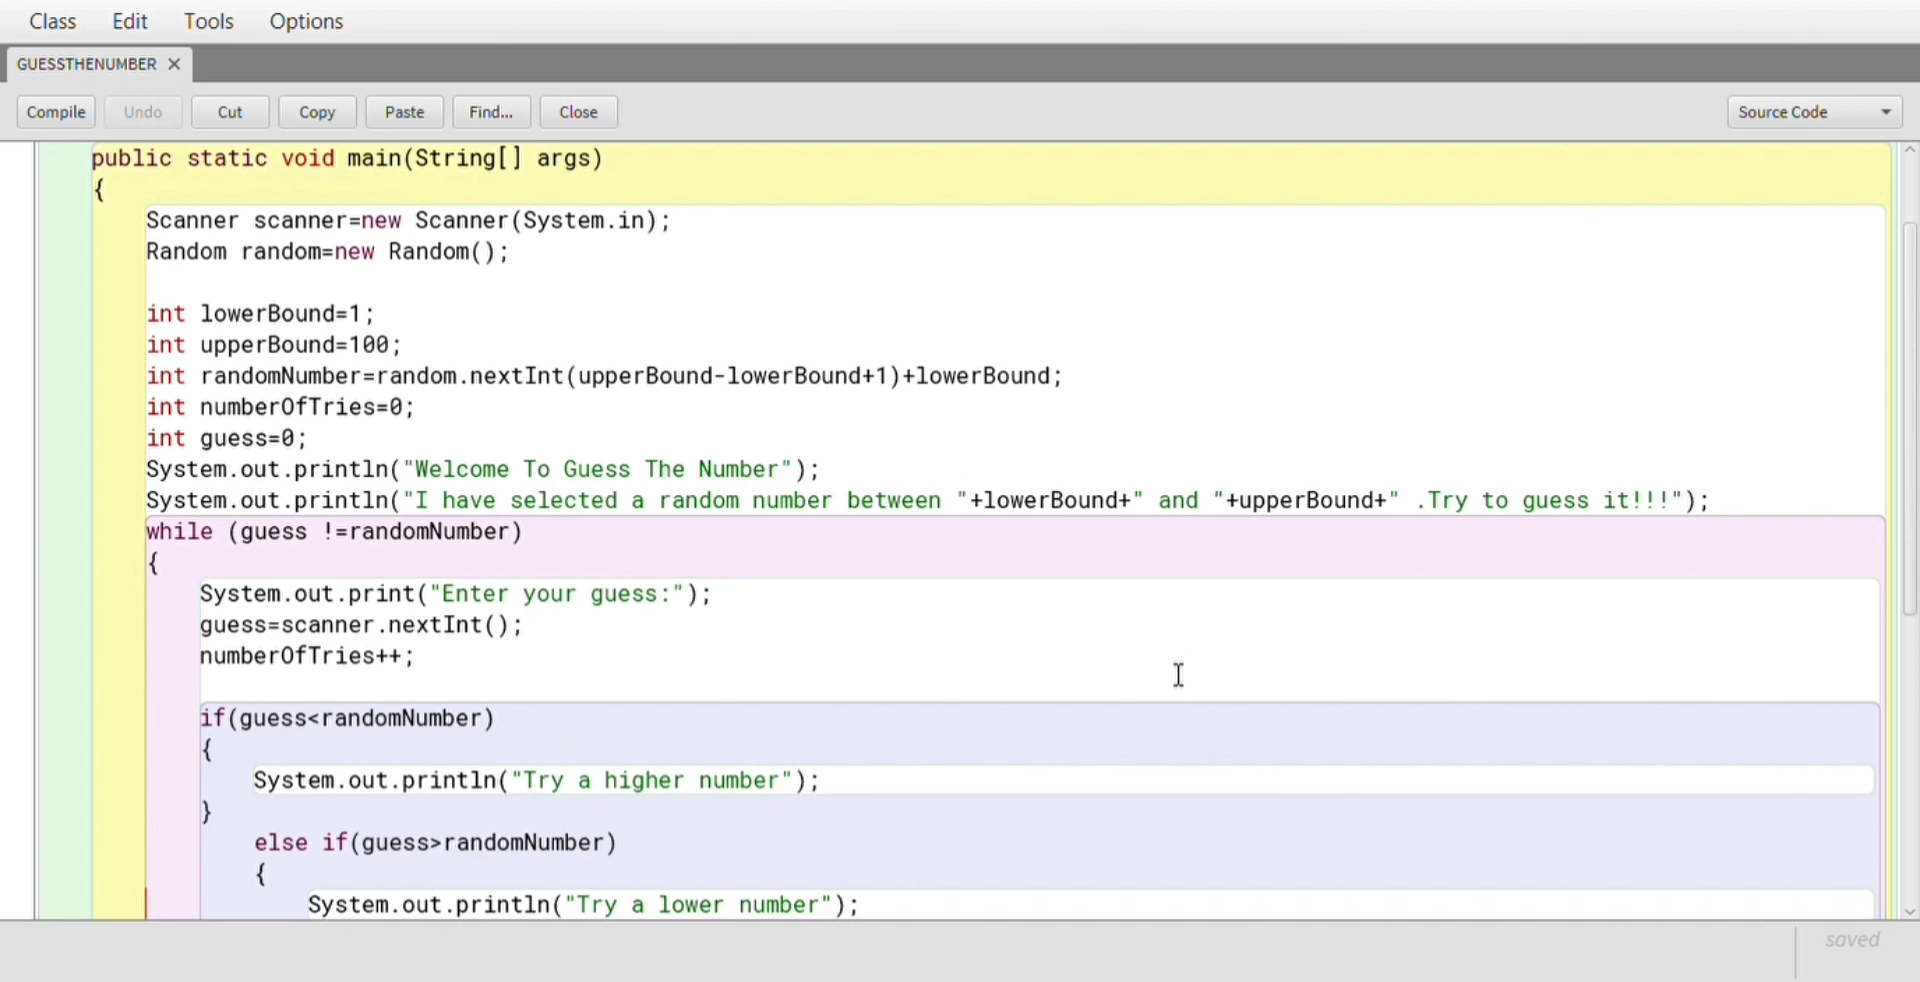 Class Edit Tools Options
GUESSTHENUMBER ✕
Compile Undo Cut Copy Paste Find... Close Source Code
public static void main(String[] args)
{
Scanner scanner=new Scanner(System.in);
Random random=new Random();
int lowerBound=1;
int upperBound=100;
int randomNumber=random.nextInt(upperBound-lowerBound+1)+lowerBound;
int numberOfTries=0;
int guess=0;
System.out.println("Welcome To Guess The Number");
System.out.println("I have selected a random number between "+lowerBound+" and "+upperBound+" .Try to guess it!!!");
while (guess !=randomNumber)
{
System.out.print("Enter your guess:");
guess=scanner.nextInt();
numberOfTries++;
if(guess<randomNumber)
{
System.out.println("Try a higher number");
}
else if(guess>randomNumber)
{
System.out.println("Try a lower number");
saved